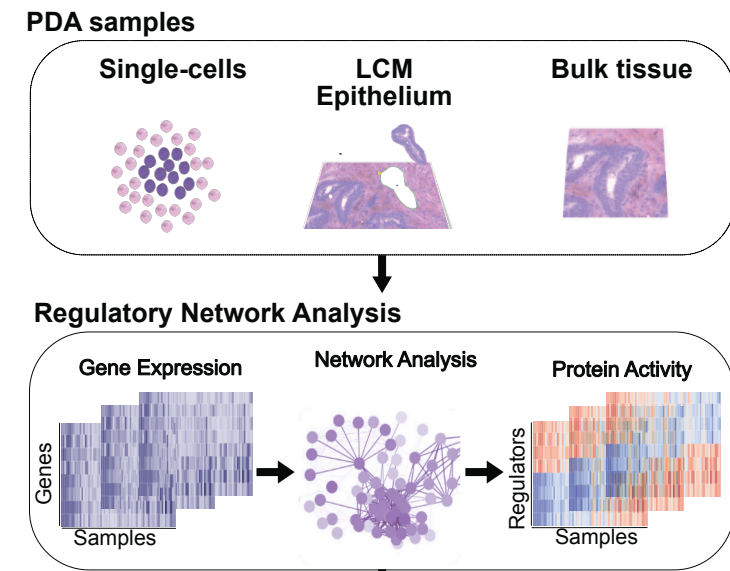 PDA samples
Single-cells
LCM
Epithelium
Bulk tissue
Regulatory Network Analysis
Gene Expression
Network Analysis
Protein Activity
Genes
Samples
Regulators
Samples